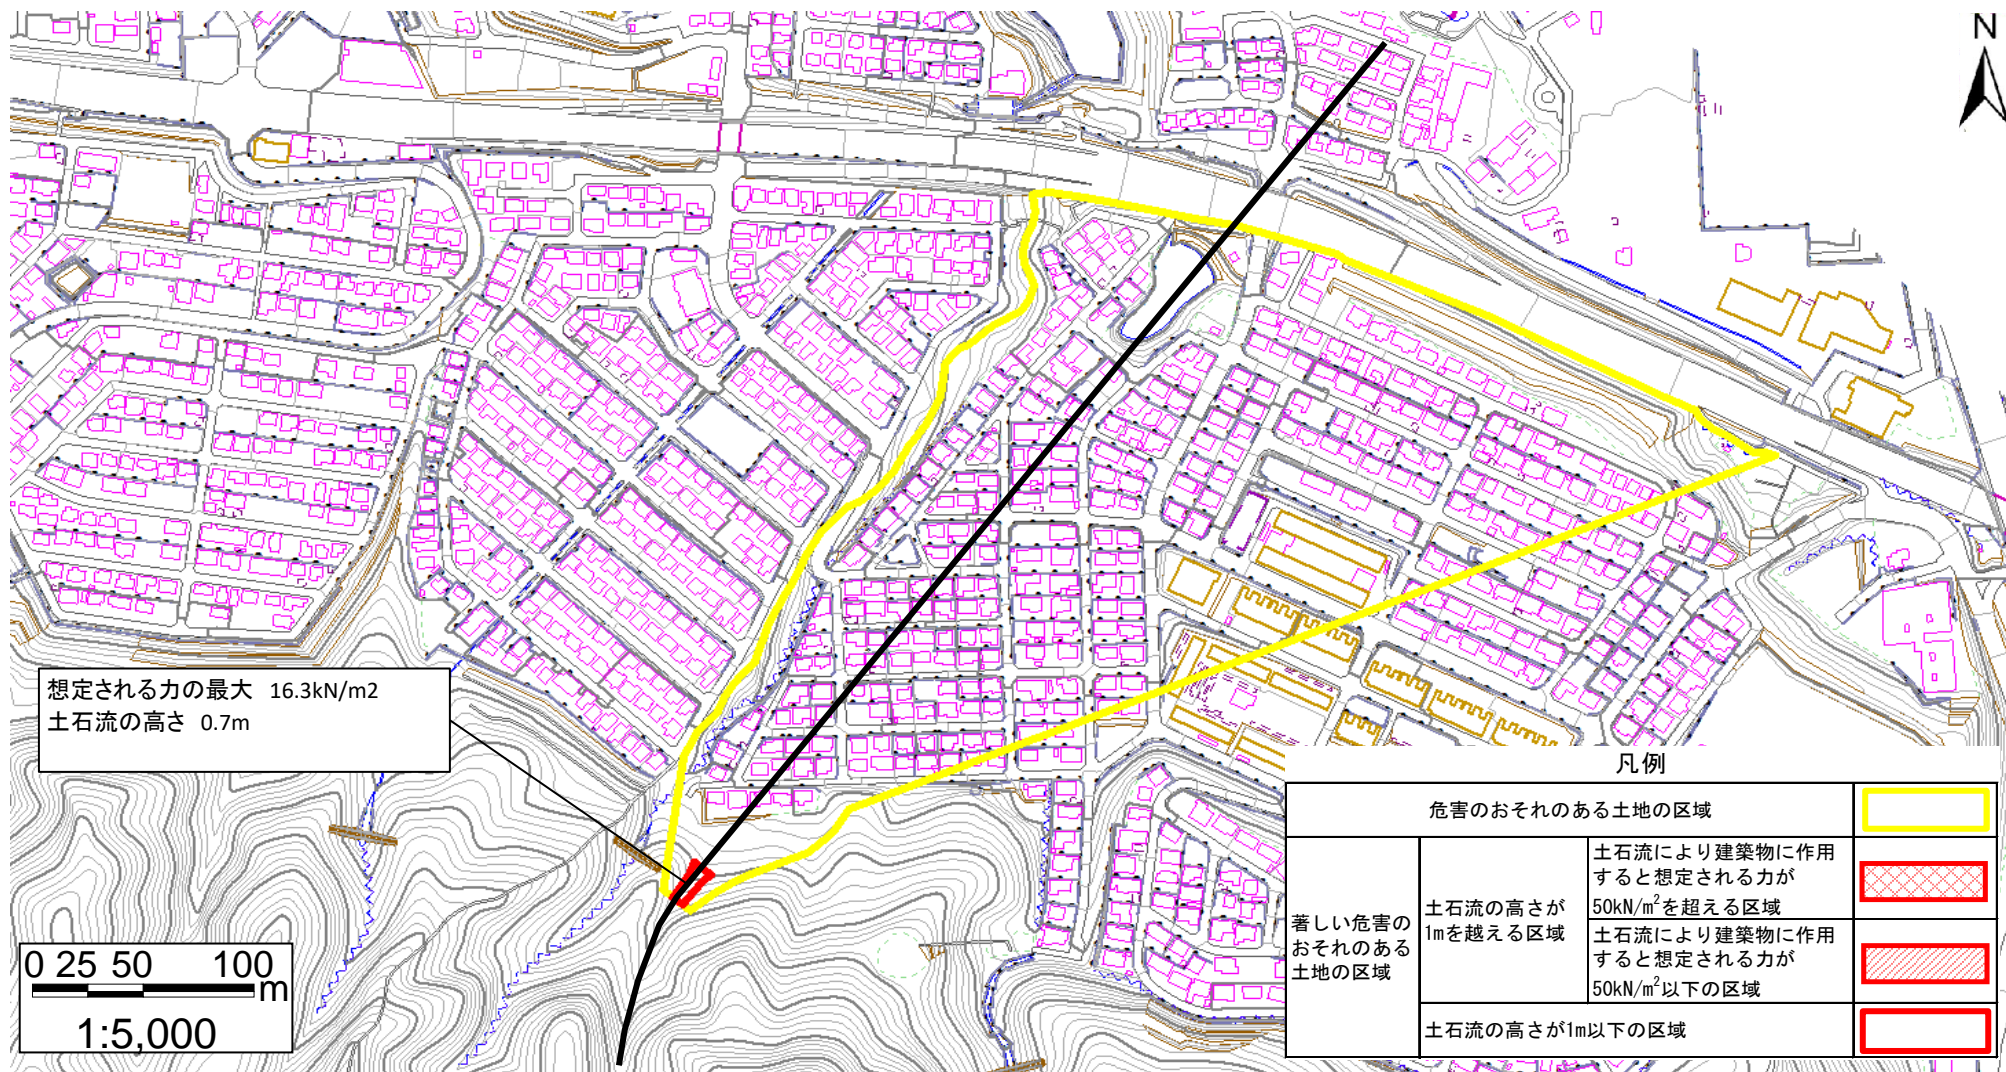 N
想定される力の最大 16.3kN/m2
土石流の高さ 0.7m
0 25 50 100
m
1:5,000
凡例
危害のおそれのある土地の区域
著しい危害の
おそれのある
土地の区域
土石流の高さが
1mを越える区域
土石流により建築物に作用
すると想定される力が
50kN/m²を超える区域
土石流により建築物に作用
すると想定される力が
50kN/m²以下の区域
土石流の高さが1m以下の区域